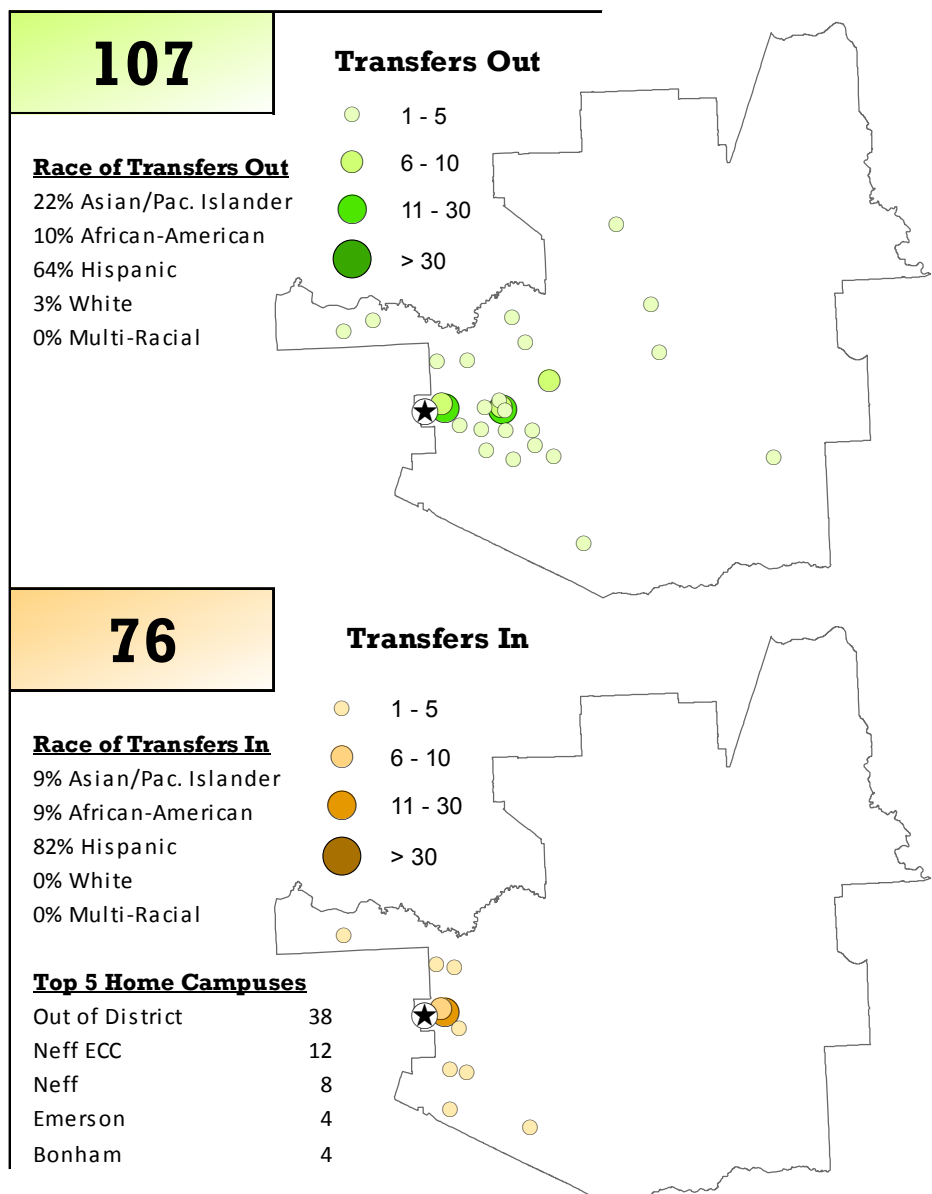 107
Transfers Out
1 - 5
6 - 10
11 - 30
> 30
Race of Transfers Out
22% Asian/Pac. Islander
10% African-American
64% Hispanic
3% White
0% Multi-Racial
76
Transfers In
1 - 5
6 - 10
11 - 30
> 30
Race of Transfers In
9% Asian/Pac. Islander
9% African-American
82% Hispanic
0% White
0% Multi-Racial
Top 5 Home Campuses
Out of District 38
Neff ECC 12
Neff 8
Emerson 4
Bonham 4